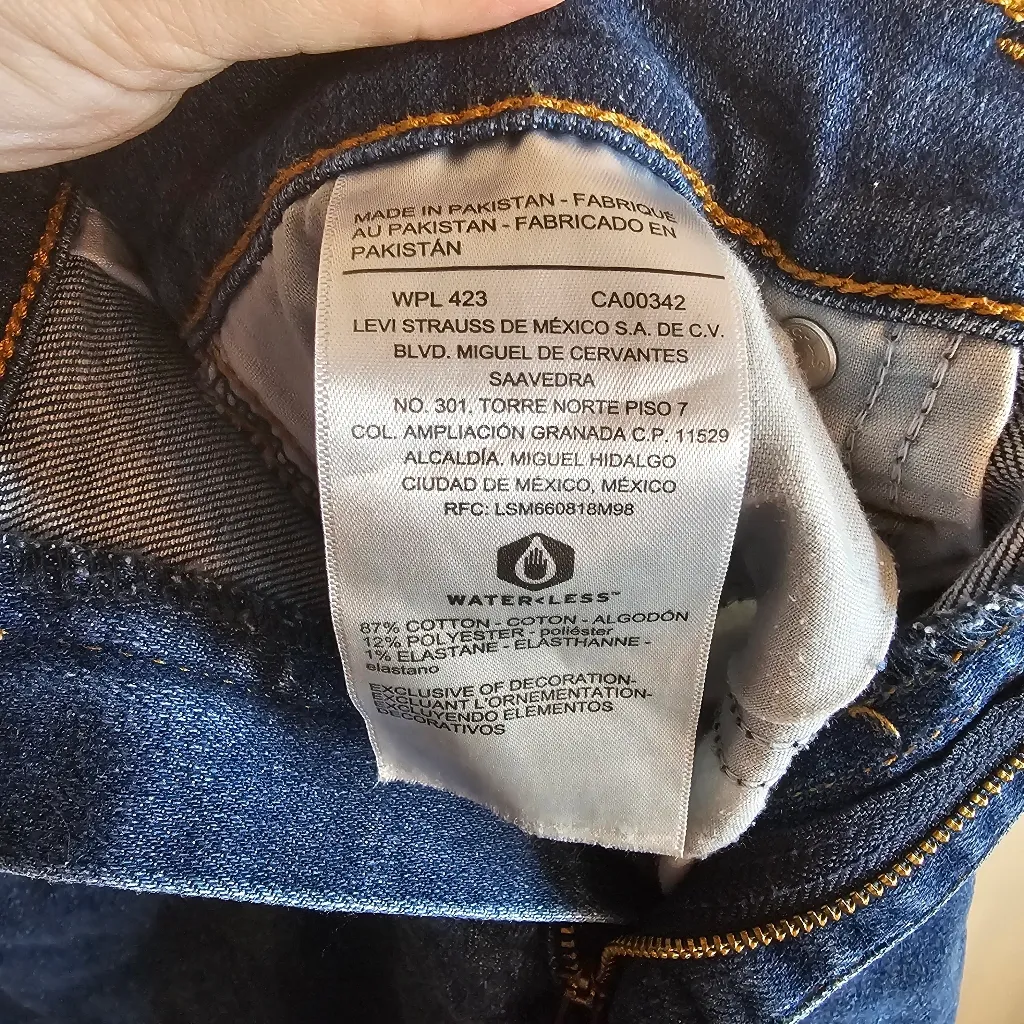 MADE IN PAKISTAN - FABRIQUÉ
AU PAKISTAN - FABRICADO EN
PAKISTÁN
WPL 423 CA00342
LEVI STRAUSS DE MÉXICO S.A. DE C.V.
BLVD. MIGUEL DE CERVANTES
SAAVEDRA
NO. 301. TORRE NORTE PISO 7
COL. AMPLIACIÓN GRANADA C.P. 11529
ALCALDÍA. MIGUEL HIDALGO
CIUDAD DE MÉXICO, MÉXICO
RFC: LSM660818M98
WATER<LESS™
87% COTTON - COTON - ALGODÓN
12% POLYESTER - poliéster
1% ELASTANE - ÉLASTHANNE -
elastano
EXCLUSIVE OF DECORATION-
EXCLUANT L'ORNEMENTATION-
EXCLUYENDO ELEMENTOS
DECORATIVOS